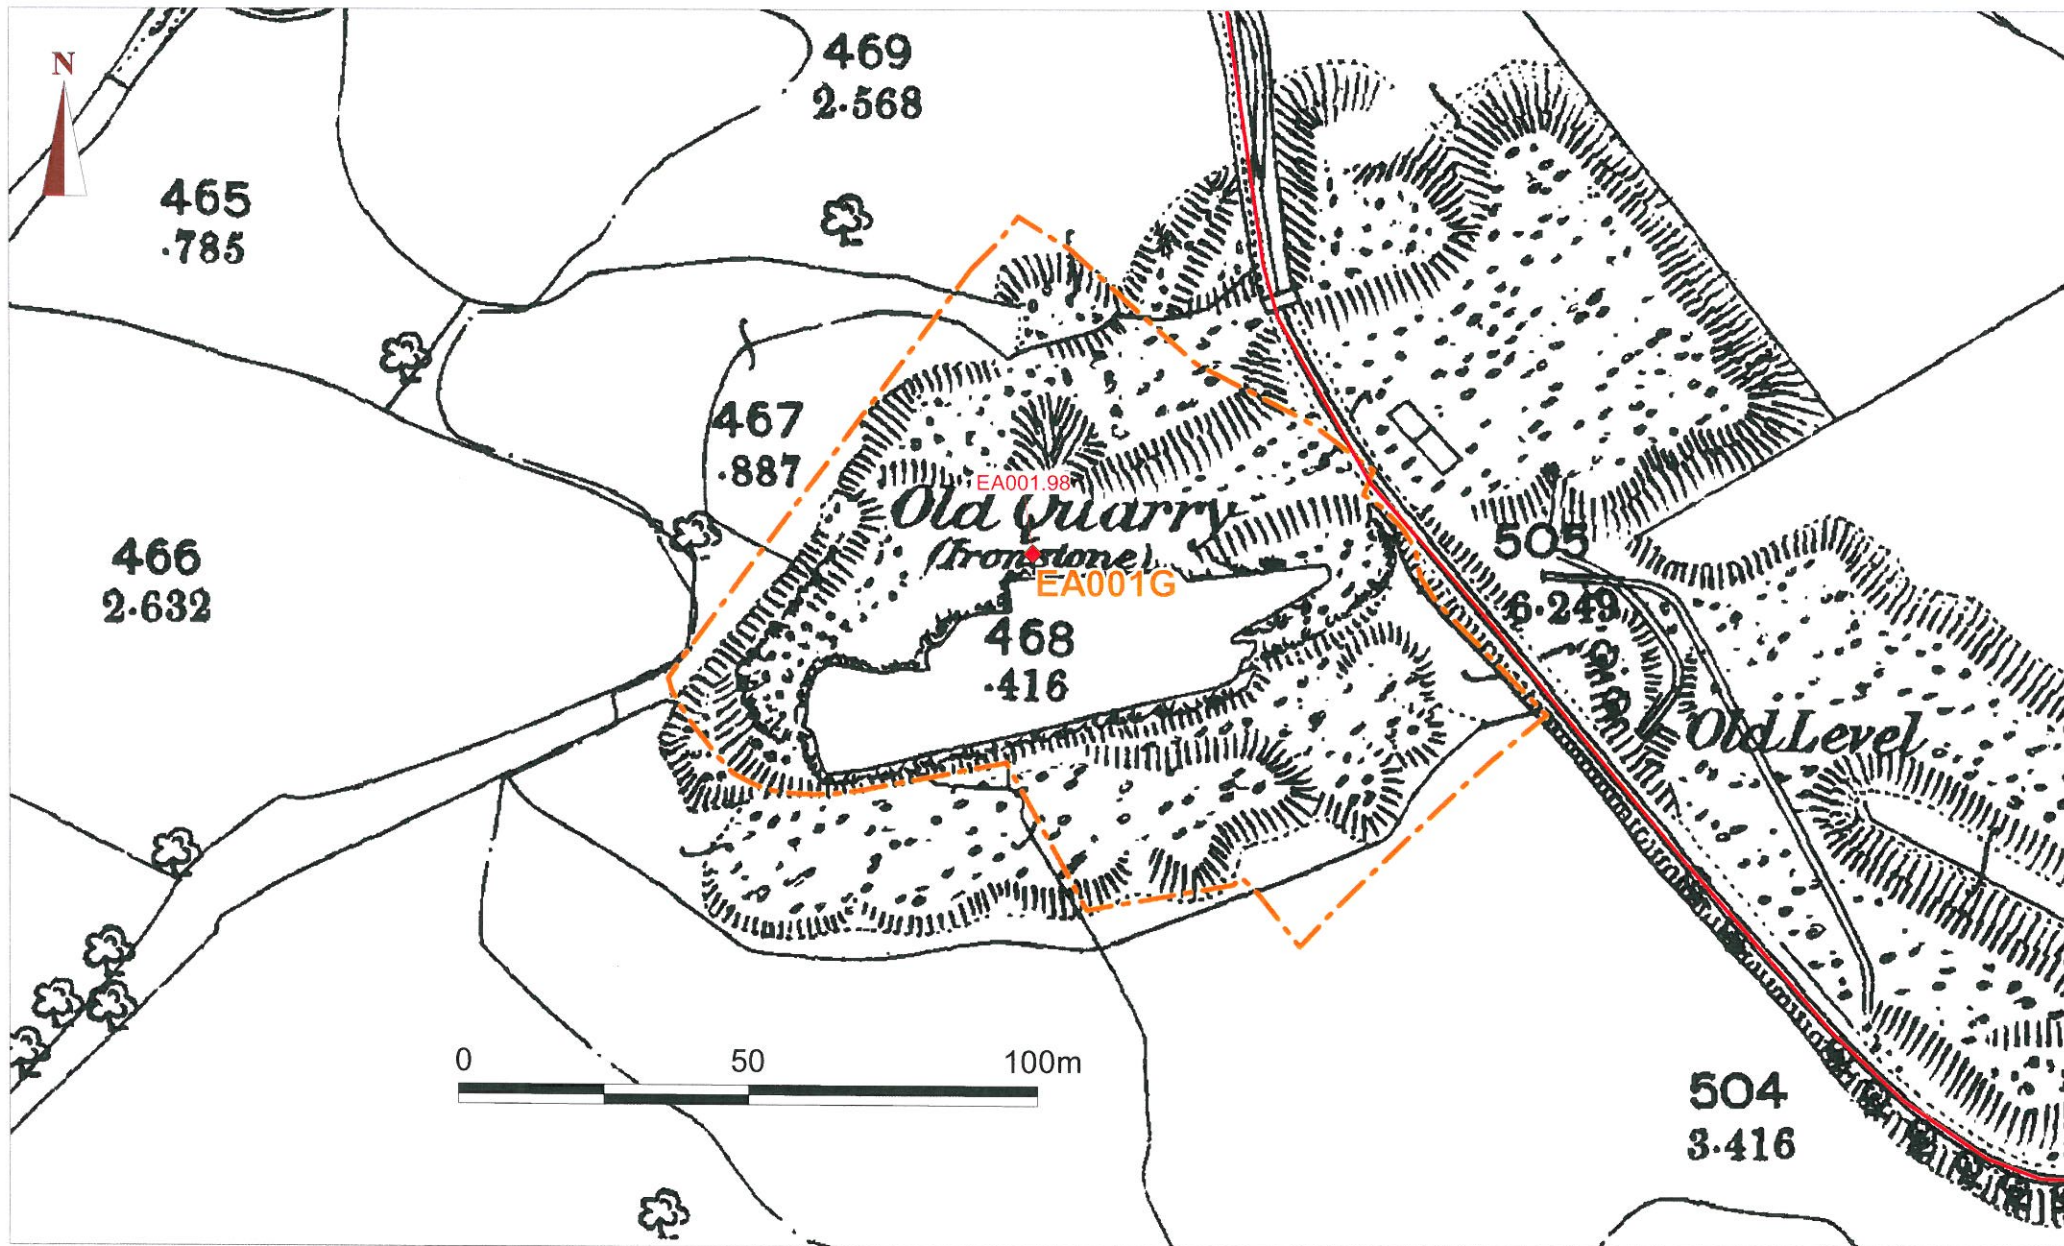 N
469
2·568
465
·785
467
·887
EA001.98
Old Quarry
(Ironstone)
EA001G
505
6·249
466
2·632
468
·416
Old Level
0 50 100m
504
3·416